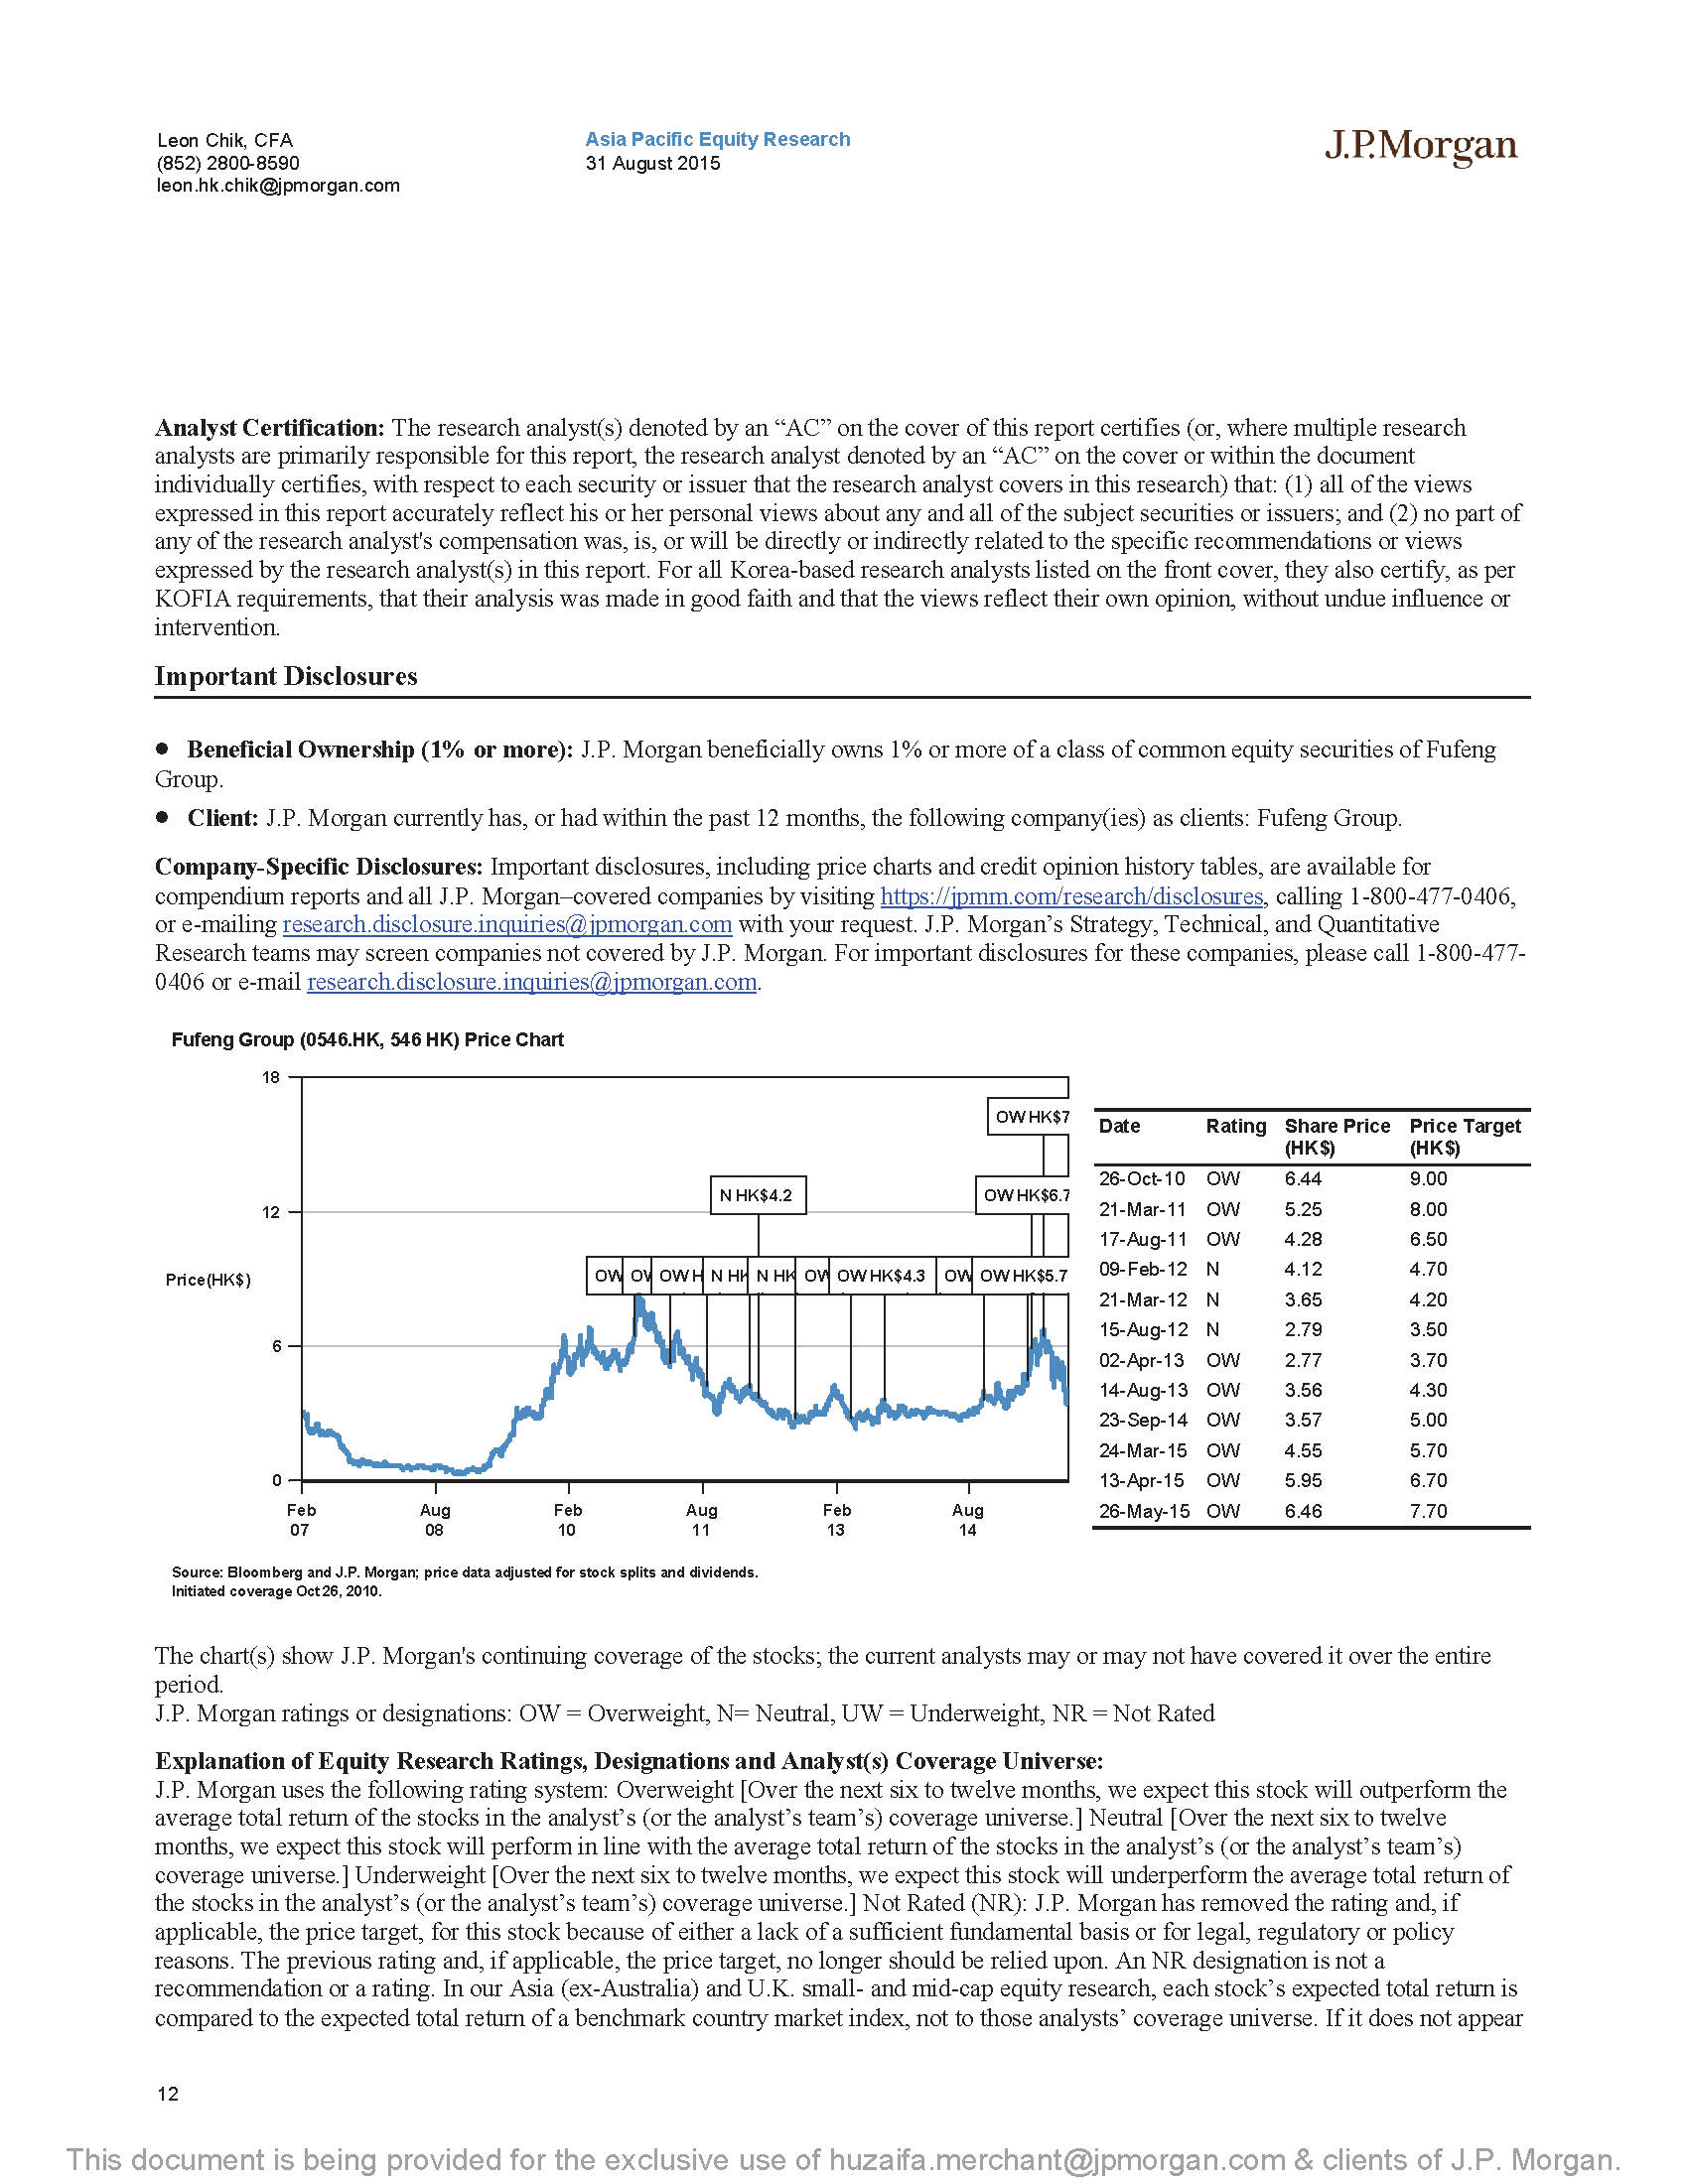 Leon Chik, CFA
(852) 2800-8590
leon.hk.chik@jpmorgan.com
Asia Pacific Equity Research
31 August 2015
J.P.Morgan
Analyst Certification: The research analyst(s) denoted by an “AC” on the cover of this report certifies (or, where multiple research
analysts are primarily responsible for this report, the research analyst denoted by an “AC” on the cover or within the document
individually certifies, with respect to each security or issuer that the research analyst covers in this research) that: (1) all of the views
expressed in this report accurately reflect his or her personal views about any and all of the subject securities or issuers; and (2) no part of
any of the research analyst's compensation was, is, or will be directly or indirectly related to the specific recommendations or views
expressed by the research analyst(s) in this report. For all Korea-based research analysts listed on the front cover, they also certify, as per
KOFIA requirements, that their analysis was made in good faith and that the views reflect their own opinion, without undue influence or
intervention.
Important Disclosures
● Beneficial Ownership (1% or more): J.P. Morgan beneficially owns 1% or more of a class of common equity securities of Fufeng
Group.
● Client: J.P. Morgan currently has, or had within the past 12 months, the following company(ies) as clients: Fufeng Group.
Company-Specific Disclosures: Important disclosures, including price charts and credit opinion history tables, are available for
compendium reports and all J.P. Morgan–covered companies by visiting https://jpmm.com/research/disclosures, calling 1-800-477-0406,
or e-mailing research.disclosure.inquiries@jpmorgan.com with your request. J.P. Morgan’s Strategy, Technical, and Quantitative
Research teams may screen companies not covered by J.P. Morgan. For important disclosures for these companies, please call 1-800-477-
0406 or e-mail research.disclosure.inquiries@jpmorgan.com.
Fufeng Group (0546.HK, 546 HK) Price Chart
18
OW HK$7
N HK$4.2
OW HK$6.7
12
Price(HK$)
OW OW OW H N HK N HK OW OW HK$4.3 OW OW HK$5.7
6
0
Feb Aug Feb Aug Feb Aug
07 08 10 11 13 14
Date Rating Share Price Price Target
(HK$) (HK$)
26-Oct-10 OW 6.44 9.00
21-Mar-11 OW 5.25 8.00
17-Aug-11 OW 4.28 6.50
09-Feb-12 N 4.12 4.70
21-Mar-12 N 3.65 4.20
15-Aug-12 N 2.79 3.50
02-Apr-13 OW 2.77 3.70
14-Aug-13 OW 3.56 4.30
23-Sep-14 OW 3.57 5.00
24-Mar-15 OW 4.55 5.70
13-Apr-15 OW 5.95 6.70
26-May-15 OW 6.46 7.70
Source: Bloomberg and J.P. Morgan; price data adjusted for stock splits and dividends.
Initiated coverage Oct 26, 2010.
The chart(s) show J.P. Morgan's continuing coverage of the stocks; the current analysts may or may not have covered it over the entire
period.
J.P. Morgan ratings or designations: OW = Overweight, N= Neutral, UW = Underweight, NR = Not Rated
Explanation of Equity Research Ratings, Designations and Analyst(s) Coverage Universe:
J.P. Morgan uses the following rating system: Overweight [Over the next six to twelve months, we expect this stock will outperform the
average total return of the stocks in the analyst’s (or the analyst’s team’s) coverage universe.] Neutral [Over the next six to twelve
months, we expect this stock will perform in line with the average total return of the stocks in the analyst’s (or the analyst’s team’s)
coverage universe.] Underweight [Over the next six to twelve months, we expect this stock will underperform the average total return of
the stocks in the analyst’s (or the analyst’s team’s) coverage universe.] Not Rated (NR): J.P. Morgan has removed the rating and, if
applicable, the price target, for this stock because of either a lack of a sufficient fundamental basis or for legal, regulatory or policy
reasons. The previous rating and, if applicable, the price target, no longer should be relied upon. An NR designation is not a
recommendation or a rating. In our Asia (ex-Australia) and U.K. small- and mid-cap equity research, each stock’s expected total return is
compared to the expected total return of a benchmark country market index, not to those analysts’ coverage universe. If it does not appear
12
This document is being provided for the exclusive use of huzaifa.merchant@jpmorgan.com & clients of J.P. Morgan.